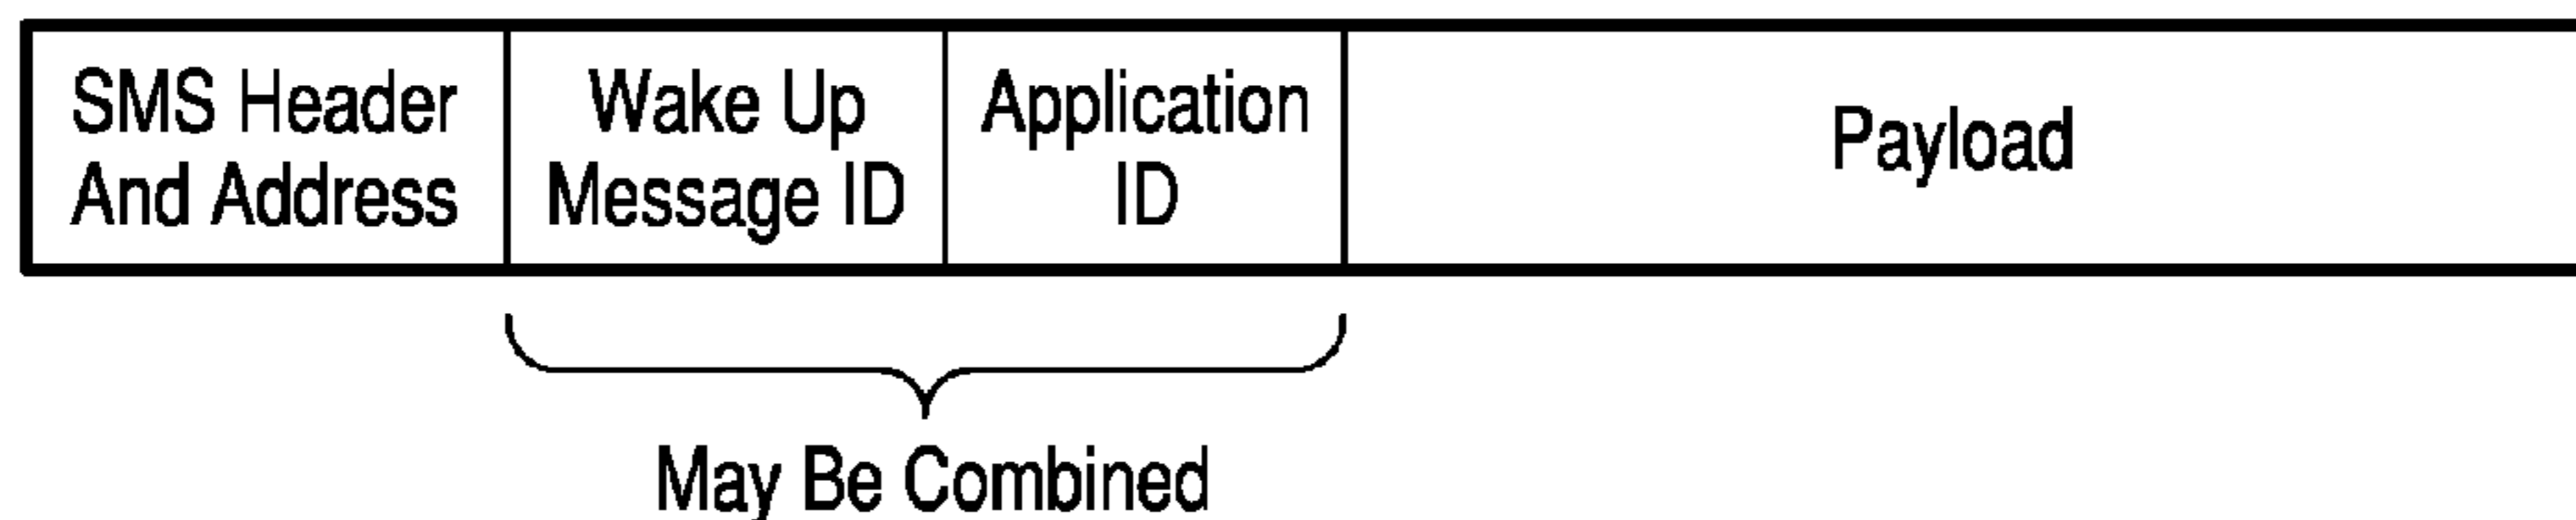 SMS Header
And Address
Wake Up
Message ID
Application
ID
Payload
May Be Combined